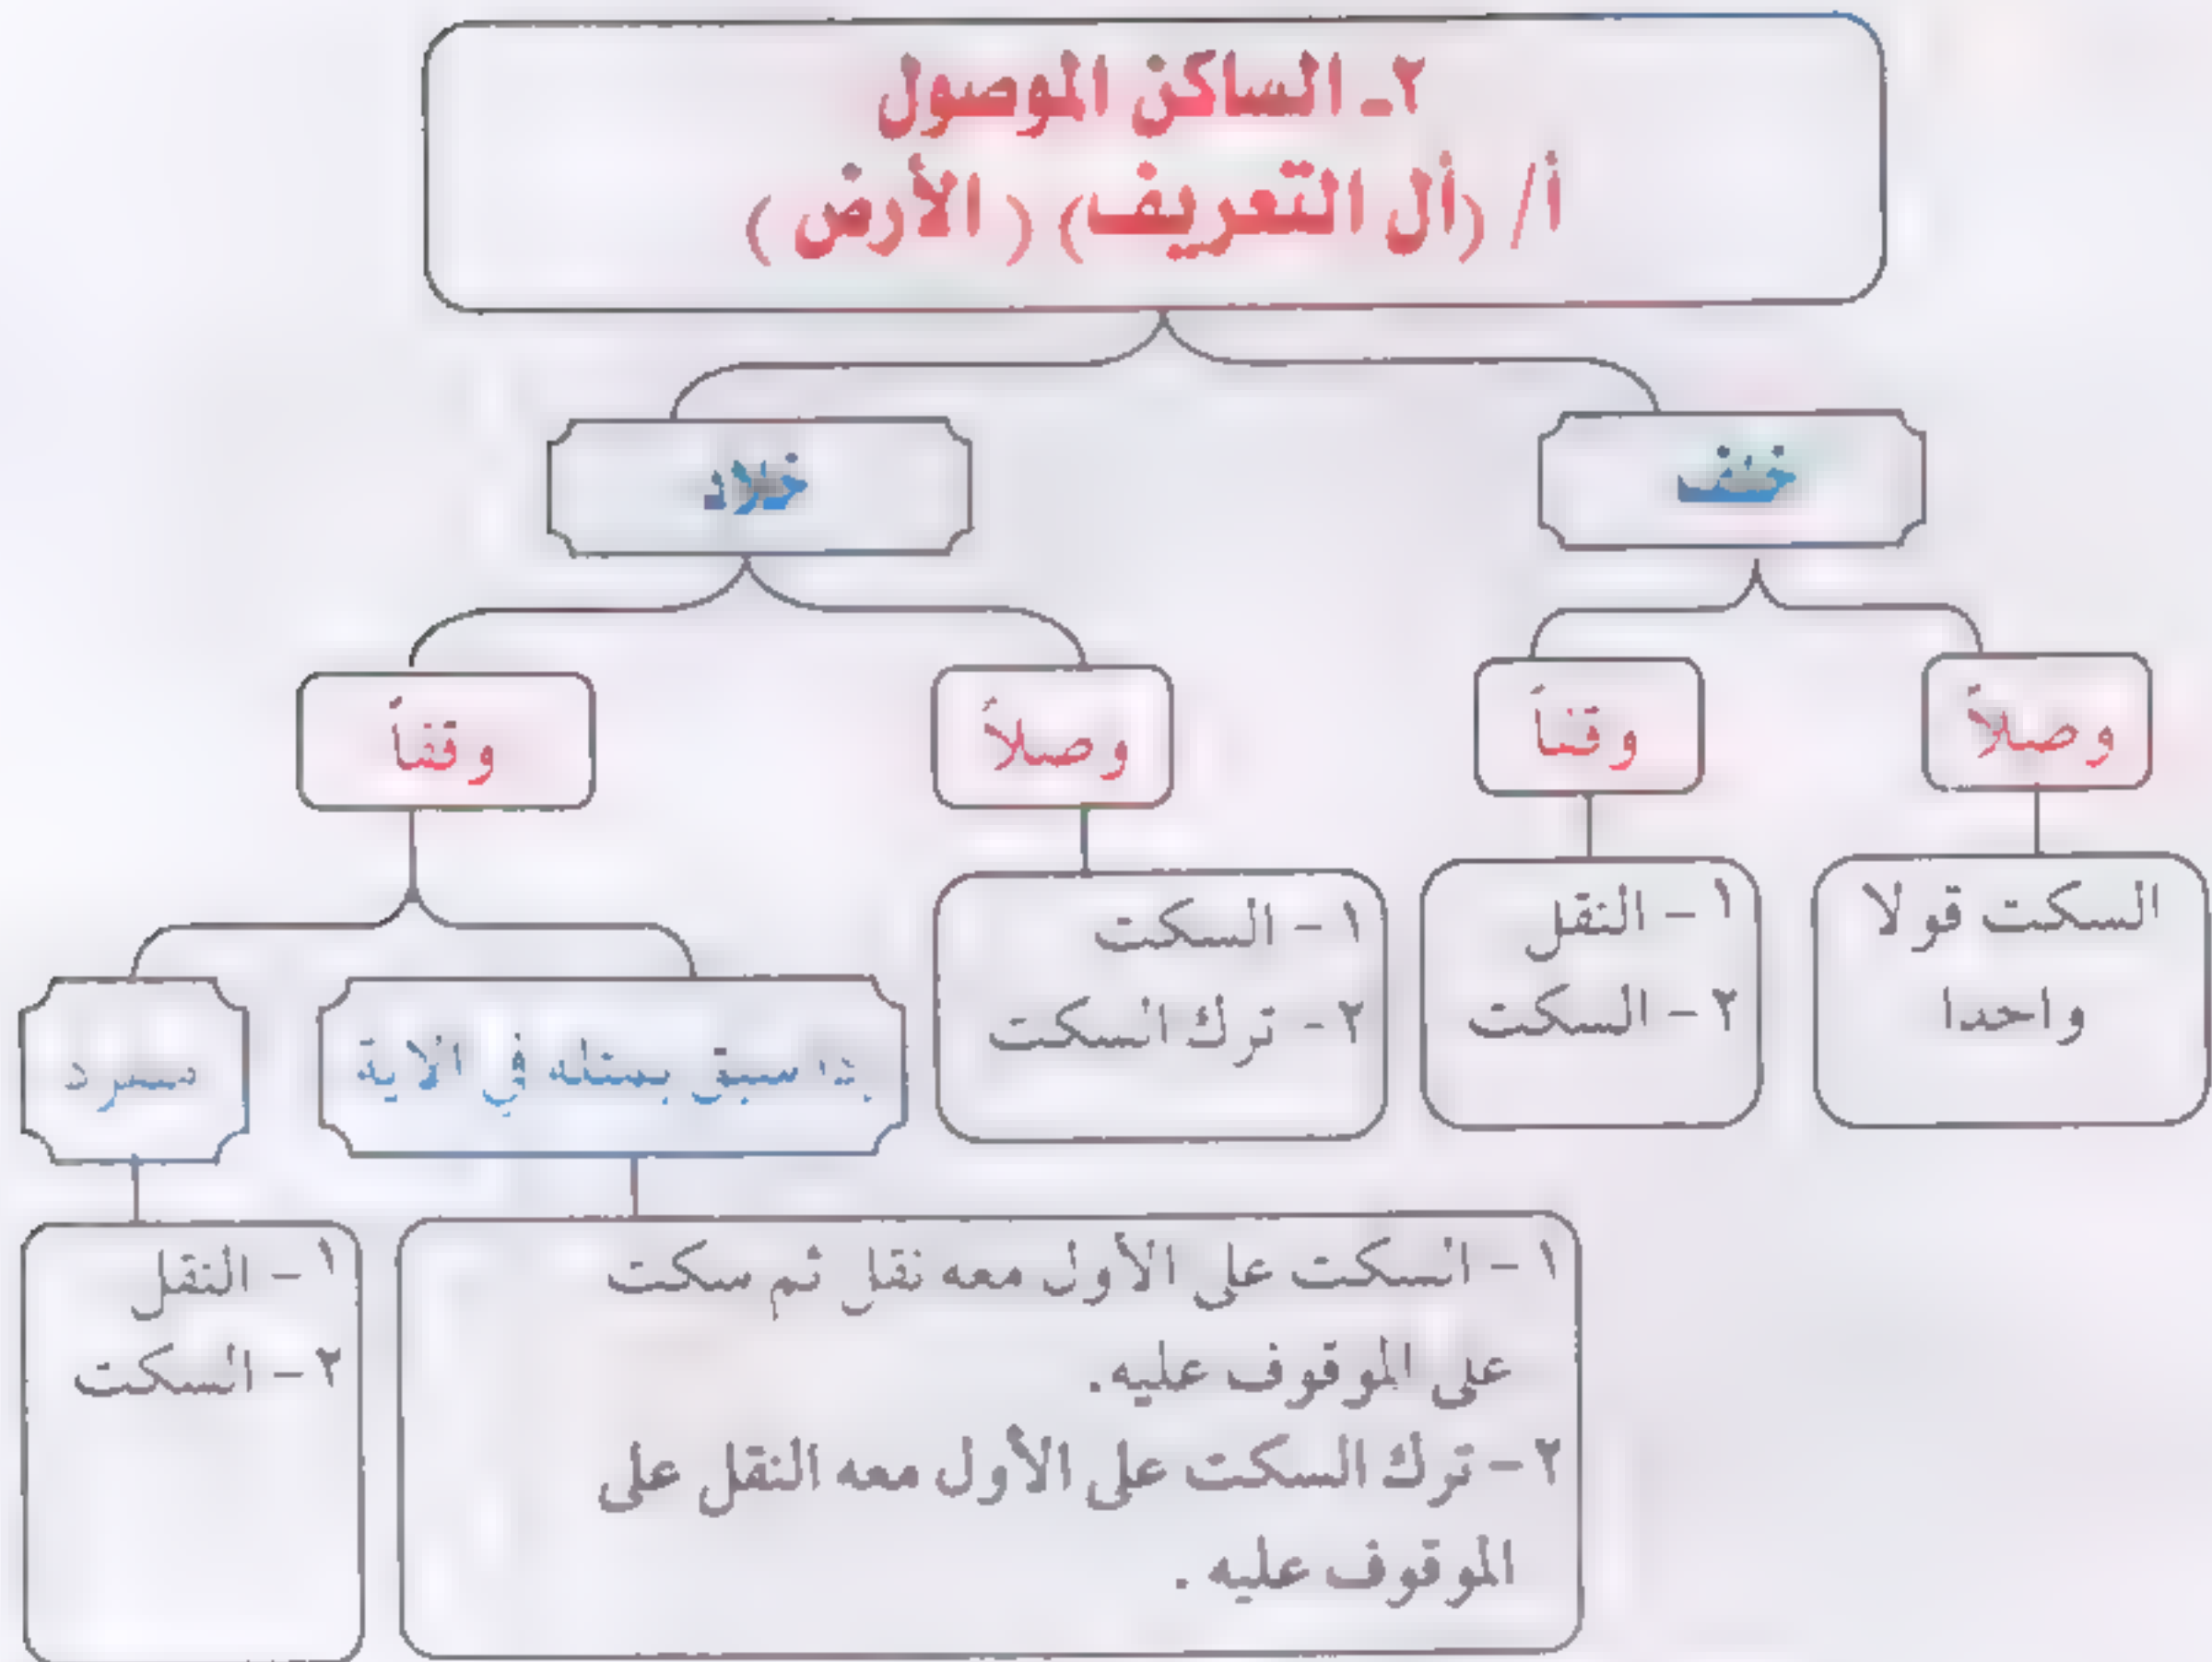 ٢ـ الساكن الموصول
أ/ (أل التعريف) ( الأرض )
خلف
خلاد
وصلاً
وقفاً
وصلاً
وقفاً
السكت قولا
واحدا
١ - النقل
٢ - السكت
١ - السكت
٢ - ترك السكت
سبق بمثله في الآية
مفرد
١ - السكت على الأول معه نقل ثم سكت
على الموقوف عليه.
٢ - ترك السكت على الأول معه النقل على
الموقوف عليه .
١ - النقل
٢ - السكت